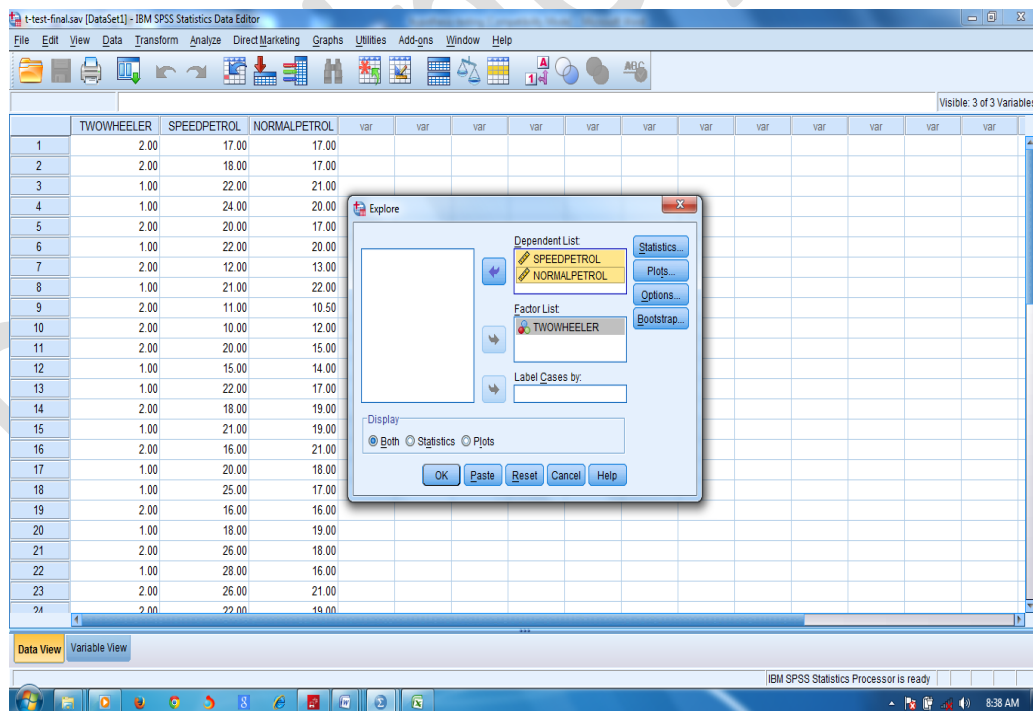 t-test-final.sav [DataSet1] - IBM SPSS Statistics Data Editor
File Edit View Data Transform Analyze Direct Marketing Graphs Utilities Add-ons Window Help
Visible: 3 of 3 Variables
TWOWHEELER SPEEDPETROL NORMALPETROL var var var var var var var var var var var
1 2.00 17.00 17.00
2 2.00 18.00 17.00
3 1.00 22.00 21.00
4 1.00 24.00 20.00
5 2.00 20.00 17.00
6 1.00 22.00 20.00
7 2.00 12.00 13.00
8 1.00 21.00 22.00
9 2.00 11.00 10.50
10 2.00 10.00 12.00
11 2.00 20.00 15.00
12 1.00 15.00 14.00
13 1.00 22.00 17.00
14 2.00 18.00 19.00
15 1.00 21.00 19.00
16 2.00 16.00 21.00
17 1.00 20.00 18.00
18 1.00 25.00 17.00
19 2.00 16.00 16.00
20 1.00 18.00 19.00
21 2.00 26.00 18.00
22 1.00 28.00 16.00
23 2.00 26.00 21.00
24 2.00 22.00 19.00
Explore
Dependent List:
SPEEDPETROL
NORMALPETROL
Factor List:
TWOWHEELER
Label Cases by:
Statistics...
Plots...
Options...
Bootstrap...
Display
Both Statistics Plots
OK Paste Reset Cancel Help
Data View Variable View
IBM SPSS Statistics Processor is ready
8:38 AM